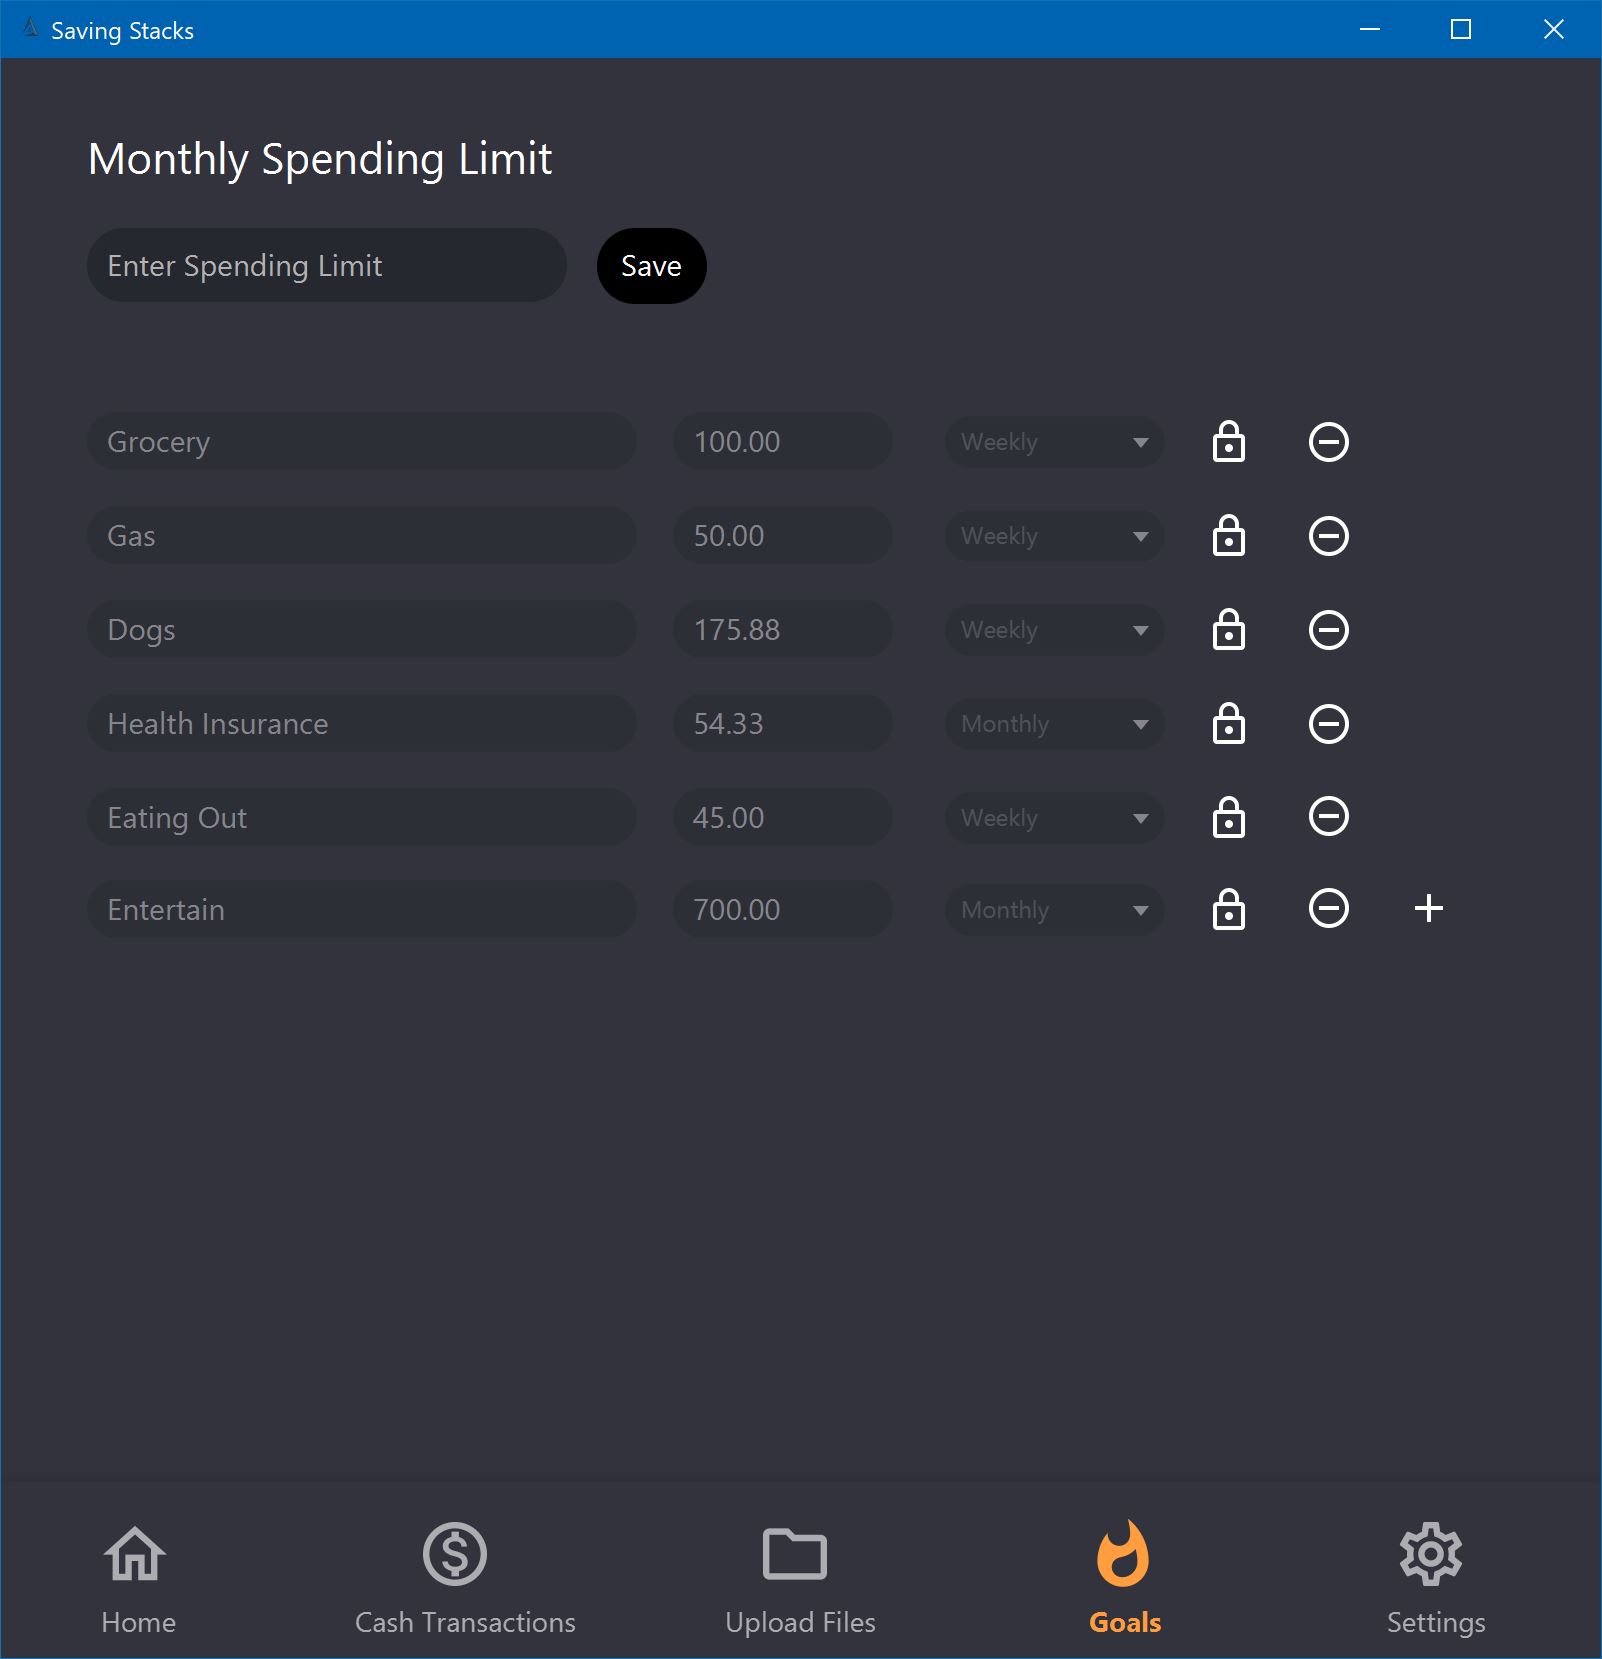 Saving Stacks
Monthly Spending Limit
Enter Spending Limit Save
Grocery 100.00 Weekly
Gas 50.00 Weekly
Dogs 175.88 Weekly
Health Insurance 54.33 Monthly
Eating Out 45.00 Weekly
Entertain 700.00 Monthly
Home Cash Transactions Upload Files Goals Settings